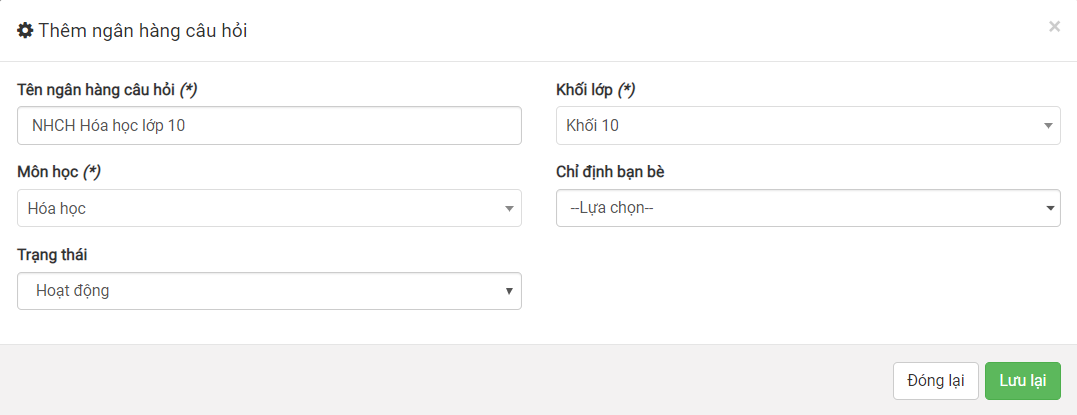 Thêm ngân hàng câu hỏi
×
Tên ngân hàng câu hỏi (*)
Khối lớp (*)
NHCH Hóa học lớp 10
Khối 10
Môn học (*)
Chỉ định bạn bè
Hóa học
--Lựa chọn--
Trạng thái
Hoạt động
Đóng lại
Lưu lại